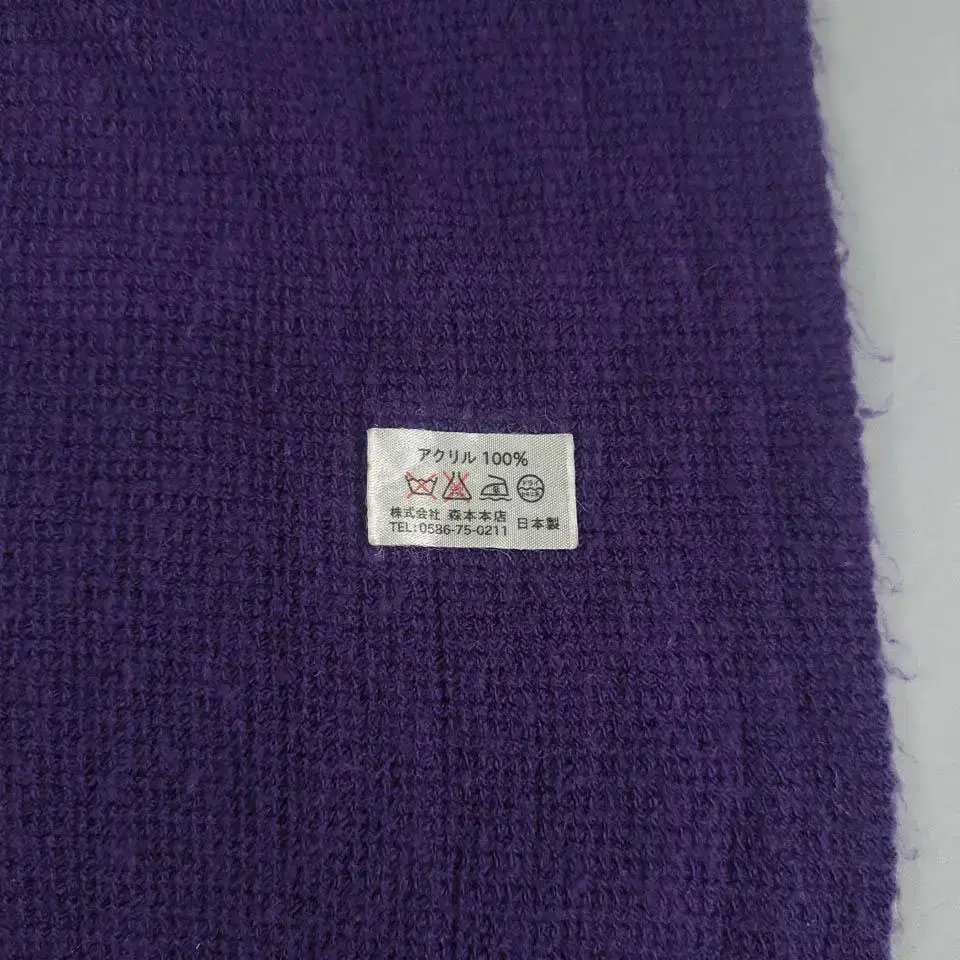 アクリル 100%
株式会社 森本本店 日本製
TEL:0586-75-0211